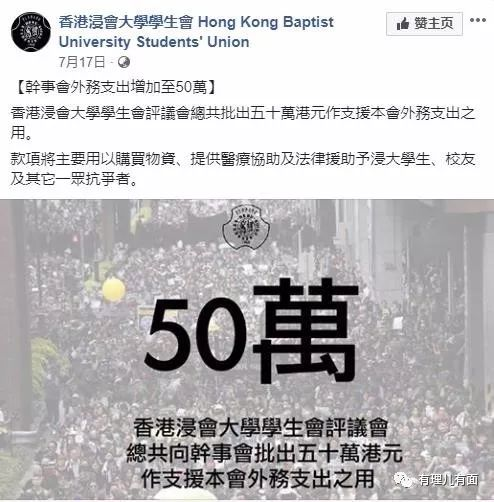 香港浸會大學學生會 Hong Kong Baptist
University Students' Union
赞主页
7月17日
【幹事會外務支出增加至50萬】
香港浸會大學學生會評議會總共批出五十萬港元作支援本會外務支出之
用。
款項將主要用以購買物資、提供醫療協助及法律援助予浸大學生、校友
及其它一眾抗爭者。
50萬
香港浸會大學學生會評議會
總共向幹事會批出五十萬港元
作支援本會外務支出之用
有理儿有面